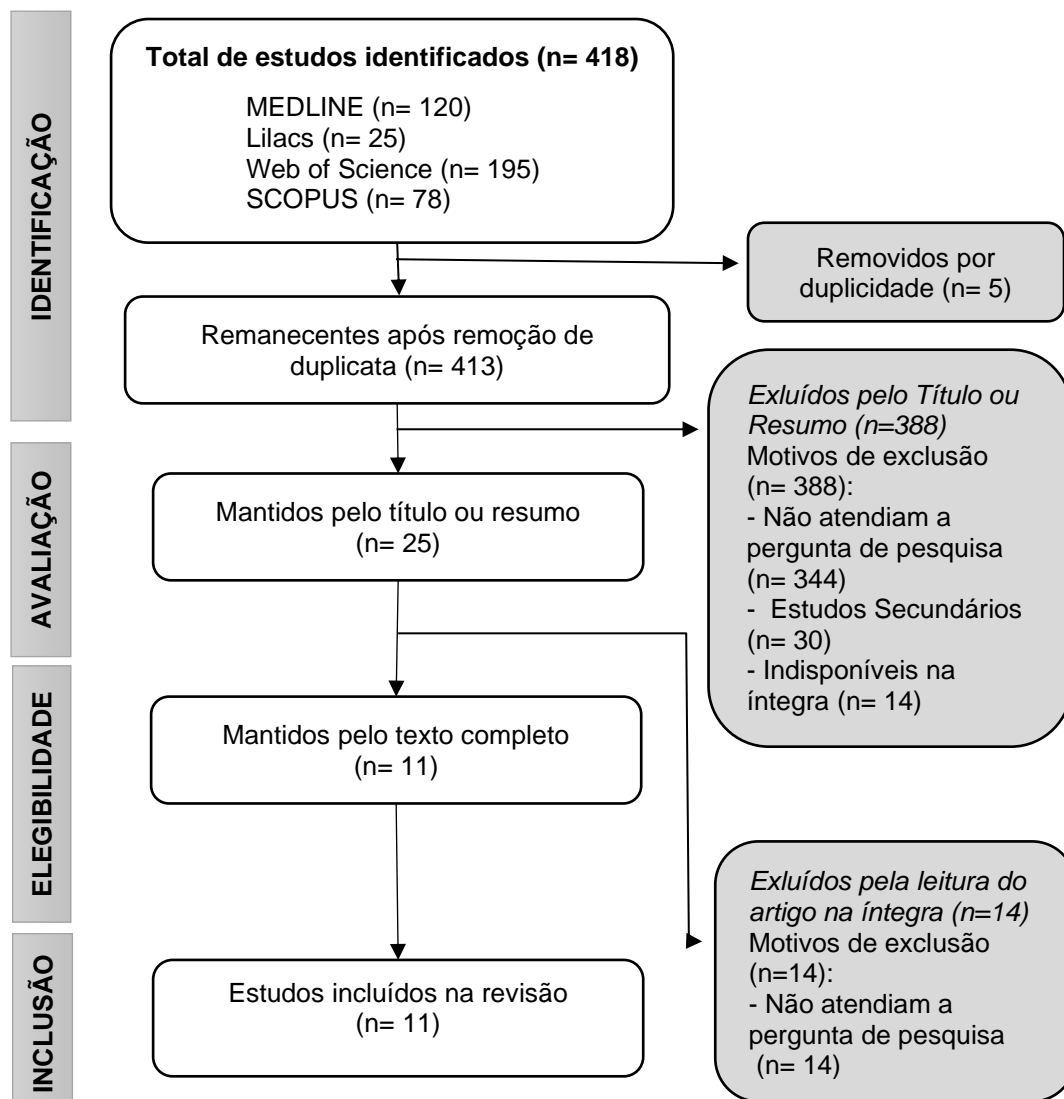 IDENTIFICAÇÃO
Total de estudos identificados (n= 418)
MEDLINE (n= 120)
Lilacs (n= 25)
Web of Science (n= 195)
SCOPUS (n= 78)
Removidos por
duplicidade (n= 5)
Remanecentes após remoção de
duplicata (n= 413)
Exluídos pelo Título ou
Resumo (n=388)
Motivos de exclusão
(n= 388):
- Não atendiam a
pergunta de pesquisa
(n= 344)
- Estudos Secundários
(n= 30)
- Indisponíveis na
íntegra (n= 14)
AVALIAÇÃO
Mantidos pelo título ou resumo
(n= 25)
ELEGIBILIDADE
Mantidos pelo texto completo
(n= 11)
Exluídos pela leitura do
artigo na íntegra (n=14)
Motivos de exclusão
(n=14):
- Não atendiam a
pergunta de pesquisa
(n= 14)
INCLUSÃO
Estudos incluídos na revisão
(n= 11)